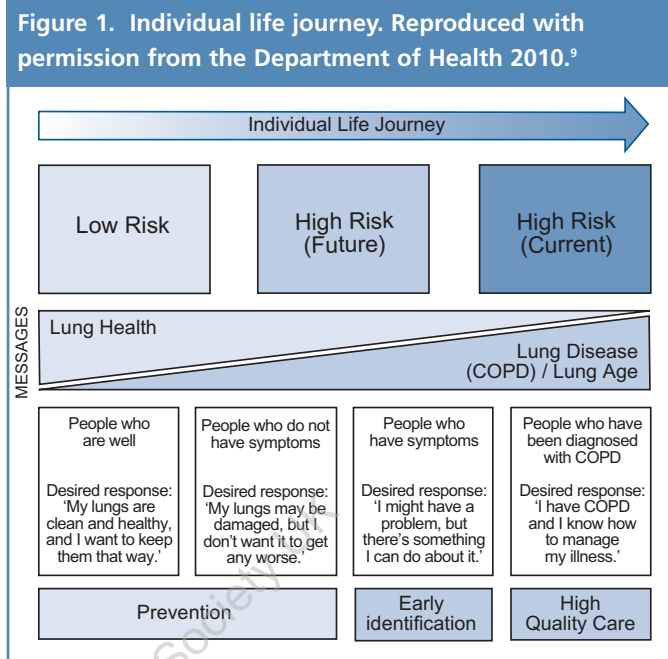 Figure 1. Individual life journey. Reproduced with
permission from the Department of Health 2010.⁹
Individual Life Journey
Low Risk
High Risk
(Future)
High Risk
(Current)
MESSAGES
Lung Health
Lung Disease
(COPD) / Lung Age
People who
are well
Desired response:
'My lungs are
clean and healthy,
and I want to keep
them that way.'
People who do not
have symptoms
Desired response:
'My lungs may be
damaged, but I
don't want it to get
any worse.'
People who
have symptoms
Desired response:
'I might have a
problem, but
there's something
I can do about it.'
People who have
been diagnosed
with COPD
Desired response:
'I have COPD
and I know how
to manage
my illness.'
Prevention
Early
identification
High
Quality Care
Society UK